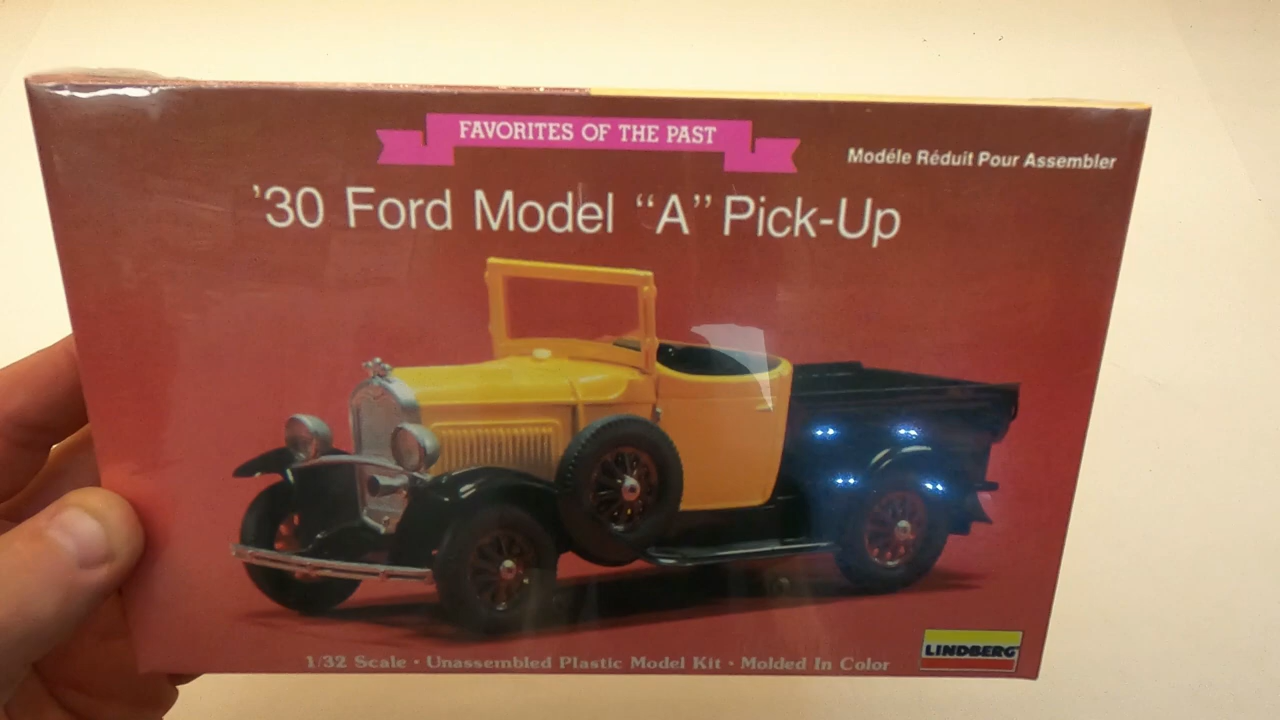 FAVORITES OF THE PAST
Modéle Réduit Pour Assembler
'30 Ford Model “A” Pick-Up
1/32 Scale • Unassembled Plastic Model Kit • Molded In Color
LINDBERG